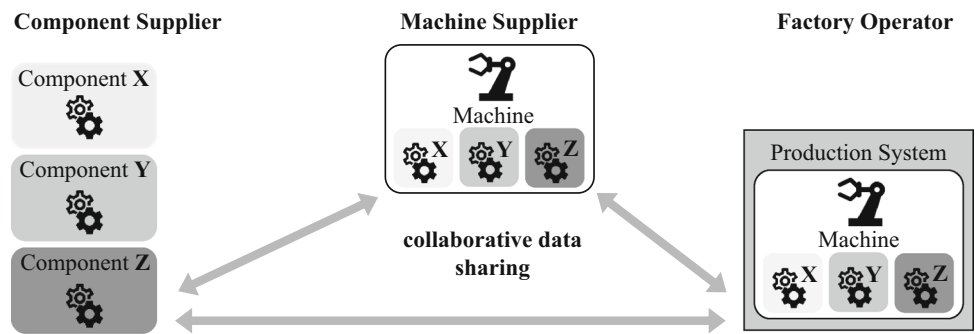 Component Supplier
Machine Supplier
Factory Operator
Component X
Component Y
Component Z
Machine
X Y Z
collaborative data
sharing
Production System
Machine
X Y Z